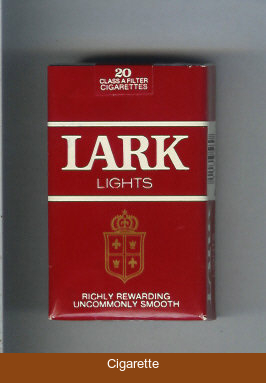 20
CLASS A FILTER
CIGARETTES
LARK
LIGHTS
RICHLY REWARDING
UNCOMMONLY SMOOTH
Cigarette